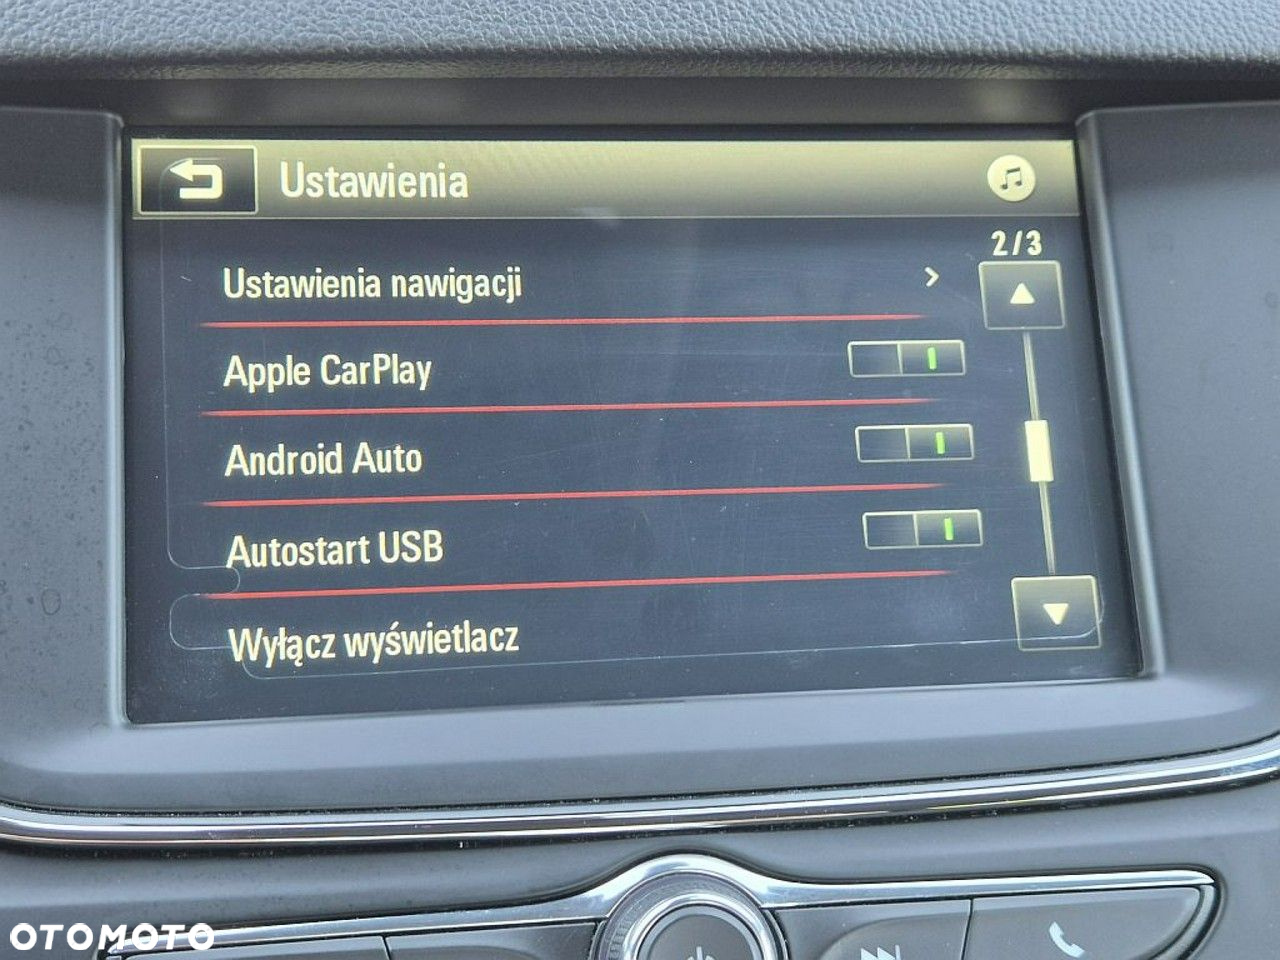 Ustawienia
2/3
Ustawienia nawigacji
Apple CarPlay
Android Auto
Autostart USB
Wyłącz wyświetlacz
OTOMOTO